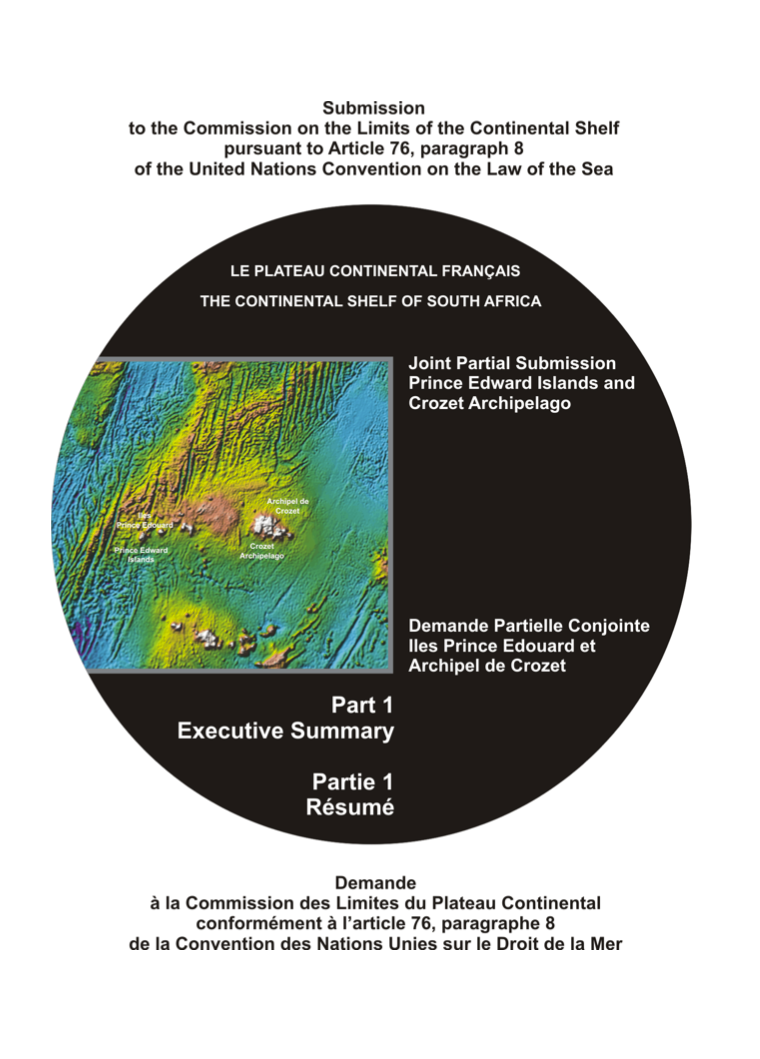 Submission
to the Commission on the Limits of the Continental Shelf
pursuant to Article 76, paragraph 8
of the United Nations Convention on the Law of the Sea
LE PLATEAU CONTINENTAL FRANÇAIS
THE CONTINENTAL SHELF OF SOUTH AFRICA
Joint Partial Submission
Prince Edward Islands and
Crozet Archipelago
Archipel de
Crozet
Iles
Prince Edouard
Prince Edward
Islands
Crozet
Archipelago
Demande Partielle Conjointe
Iles Prince Edouard et
Archipel de Crozet
Part 1
Executive Summary
Partie 1
Résumé
Demande
à la Commission des Limites du Plateau Continental
conformément à l'article 76, paragraphe 8
de la Convention des Nations Unies sur le Droit de la Mer